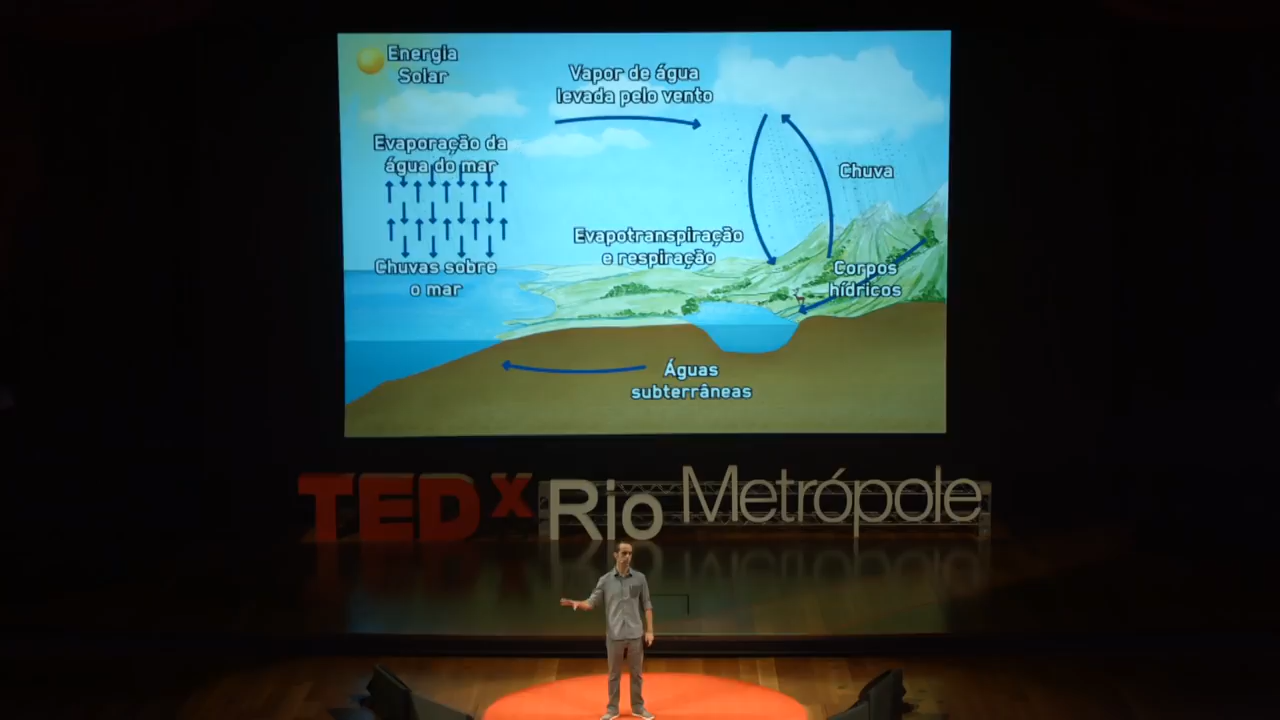 Energia
Solar
Vapor de água
levada pelo vento
Evaporação da
água do mar
Chuva
Evapotranspiração
e respiração
Chuvas sobre
o mar
Corpos
hídricos
Águas
subterrâneas
TEDx Rio Metrópole